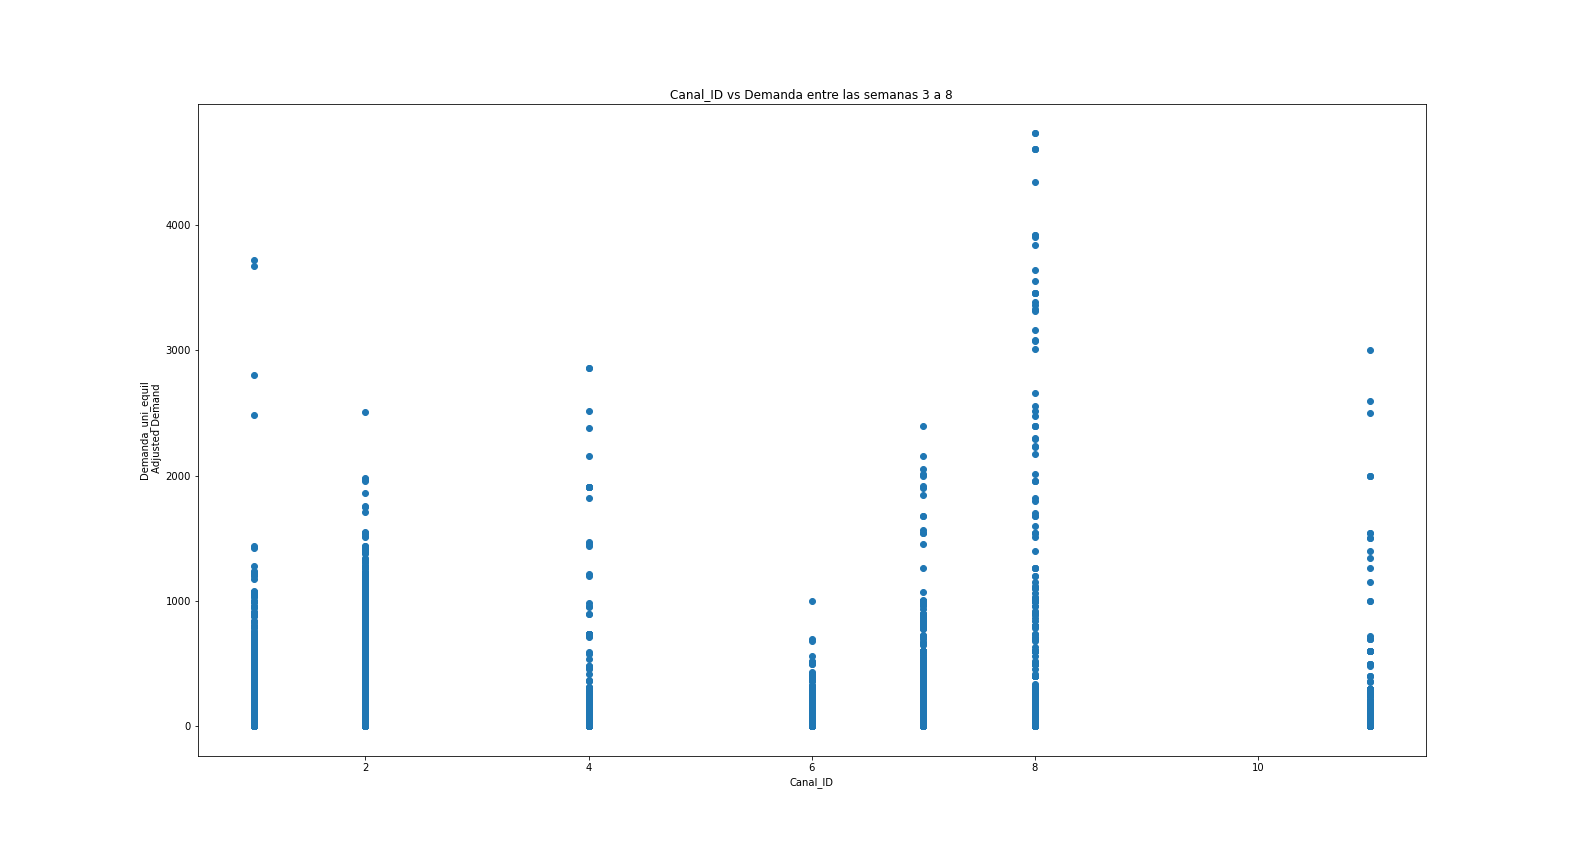 Canal_ID vs Demanda entre las semanas 3 a 8
Demanda_uni_equil
Adjusted Demand
4000
3000
2000
1000
0
2 4 6 8 10
Canal_ID